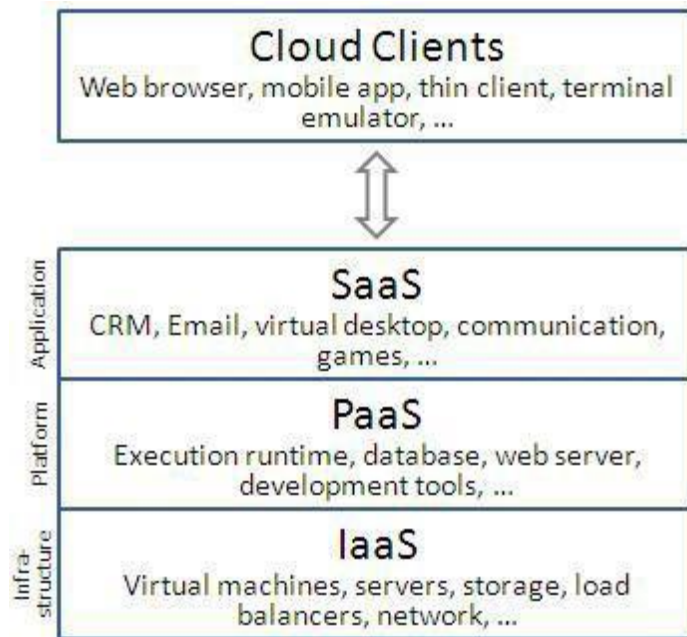 Cloud Clients
Web browser, mobile app, thin client, terminal
emulator, ...
Application
SaaS
CRM, Email, virtual desktop, communication,
games, ...
Platform
PaaS
Execution runtime, database, web server,
development tools, ...
Infra-
structure
IaaS
Virtual machines, servers, storage, load
balancers, network, ...